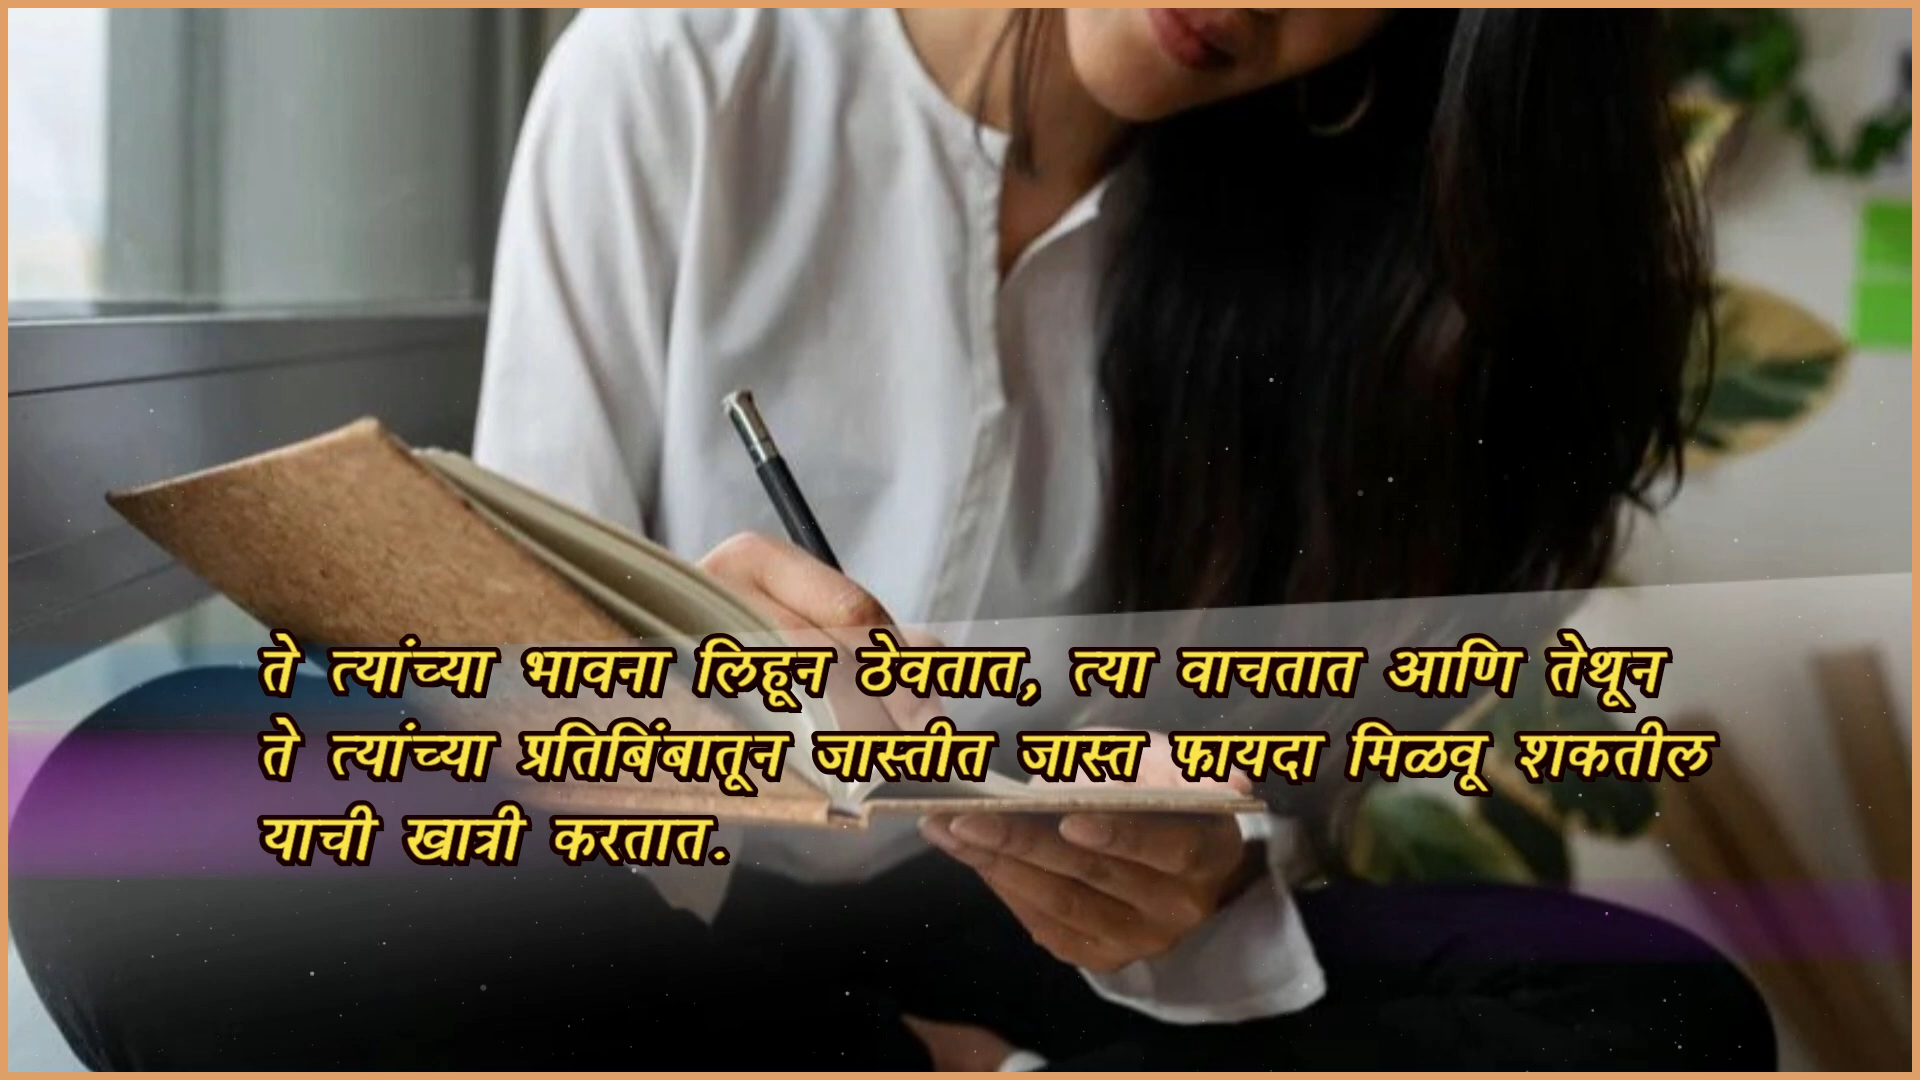 ते त्यांच्या भावना लिहून ठेवतात, त्या वाचतात आणि तेथून
ते त्यांच्या प्रतिबिंबातून जास्तीत जास्त फायदा मिळवू शकतील
याची खात्री करतात.